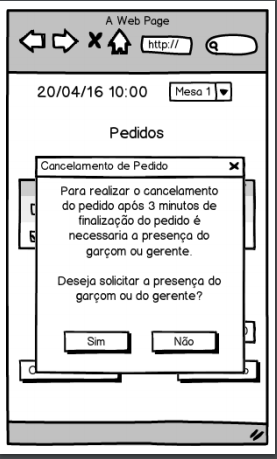 A Web Page
http://
20/04/16 10:00 Mesa 1
Pedidos
Cancelamento de Pedido
Para realizar o cancelamento
do pedido após 3 minutos de
finalização do pedido é
necessaria a presença do
garçom ou gerente.
Deseja solicitar a presença do
garçom ou do gerente?
Sim Não